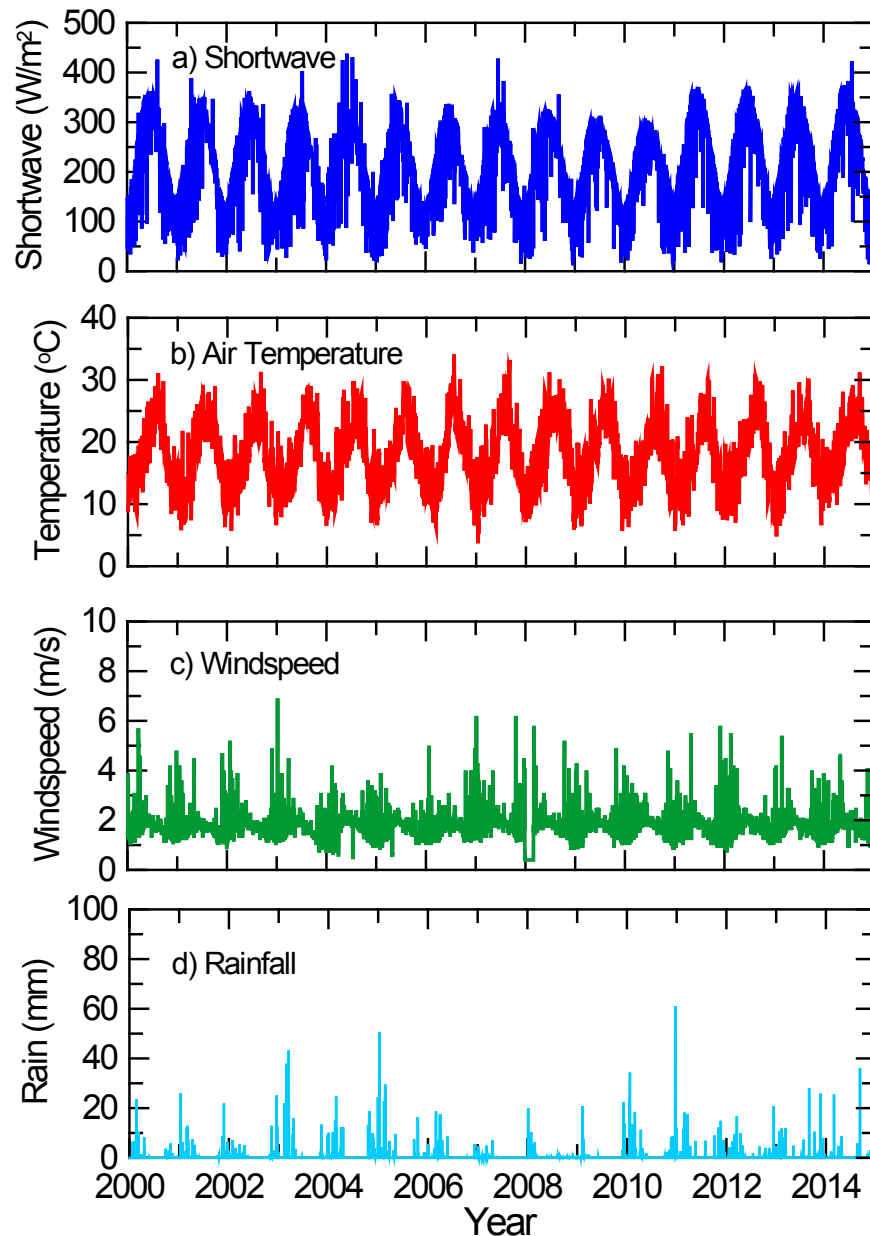 500
400
300
200
100
0
Shortwave (W/m²)
a) Shortwave
40
30
20
10
0
Temperature (°C)
b) Air Temperature
10
8
6
4
2
0
Windspeed (m/s)
c) Windspeed
100
80
60
40
20
0
Rain (mm)
d) Rainfall
2000 2002 2004 2006 2008 2010 2012 2014
Year